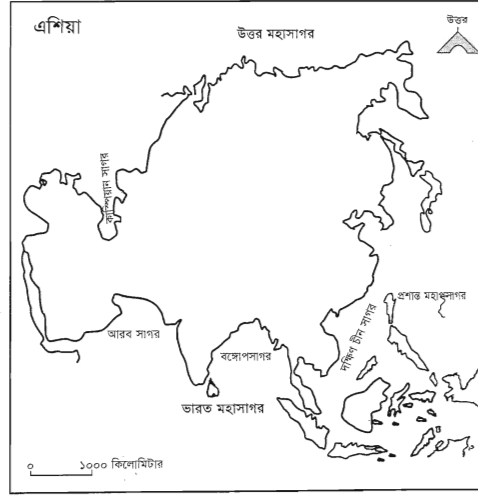 এশিয়া
উত্তর মহাসাগর
উত্তর
কাস্পিয়ান সাগর
প্রশান্ত মহাসাগর
দক্ষিণ চীন সাগর
আরব সাগর
বঙ্গোপসাগর
ভারত মহাসাগর
০ ১০০০ কিলোমিটার